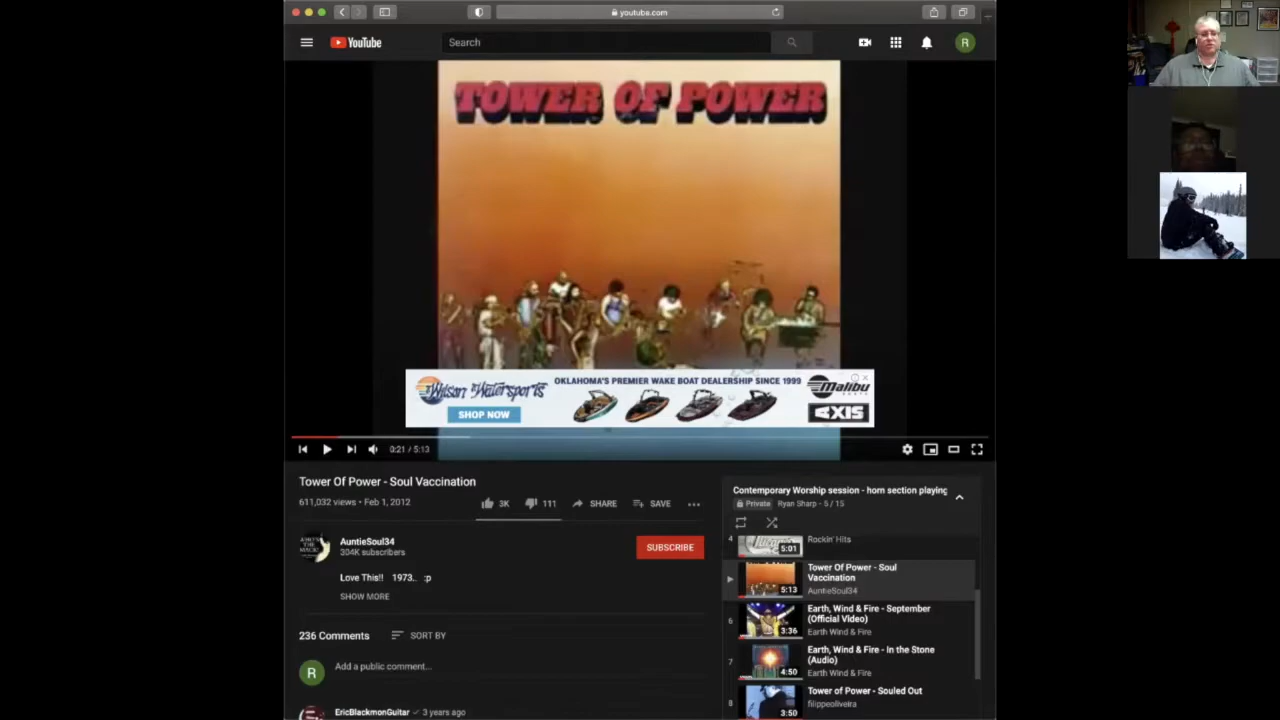 youtube.com
YouTube
Search
R
TOWER OF POWER
Wilson Watersports
OKLAHOMA'S PREMIER WAKE BOAT DEALERSHIP SINCE 1999
SHOP NOW
Malibu
AXIS
0:21 / 5:13
Tower Of Power - Soul Vaccination
611,032 views • Feb 1, 2012
3K
111
SHARE
SAVE
AuntieSoul34
304K subscribers
SUBSCRIBE
Love This!! 1973.. :p
SHOW MORE
236 Comments
SORT BY
R
Add a public comment...
EricBlackmonGuitar
3 years ago
Contemporary Worship session - horn section playing
Private
Ryan Sharp - 5 / 15
4
5:01
Rockin' Hits
5:13
Tower Of Power - Soul
Vaccination
AuntieSoul34
6
3:36
Earth, Wind & Fire - September
(Official Video)
Earth Wind & Fire
7
4:50
Earth, Wind & Fire - In the Stone
(Audio)
Earth Wind & Fire
8
3:50
Tower of Power - Souled Out
filippeoliveira